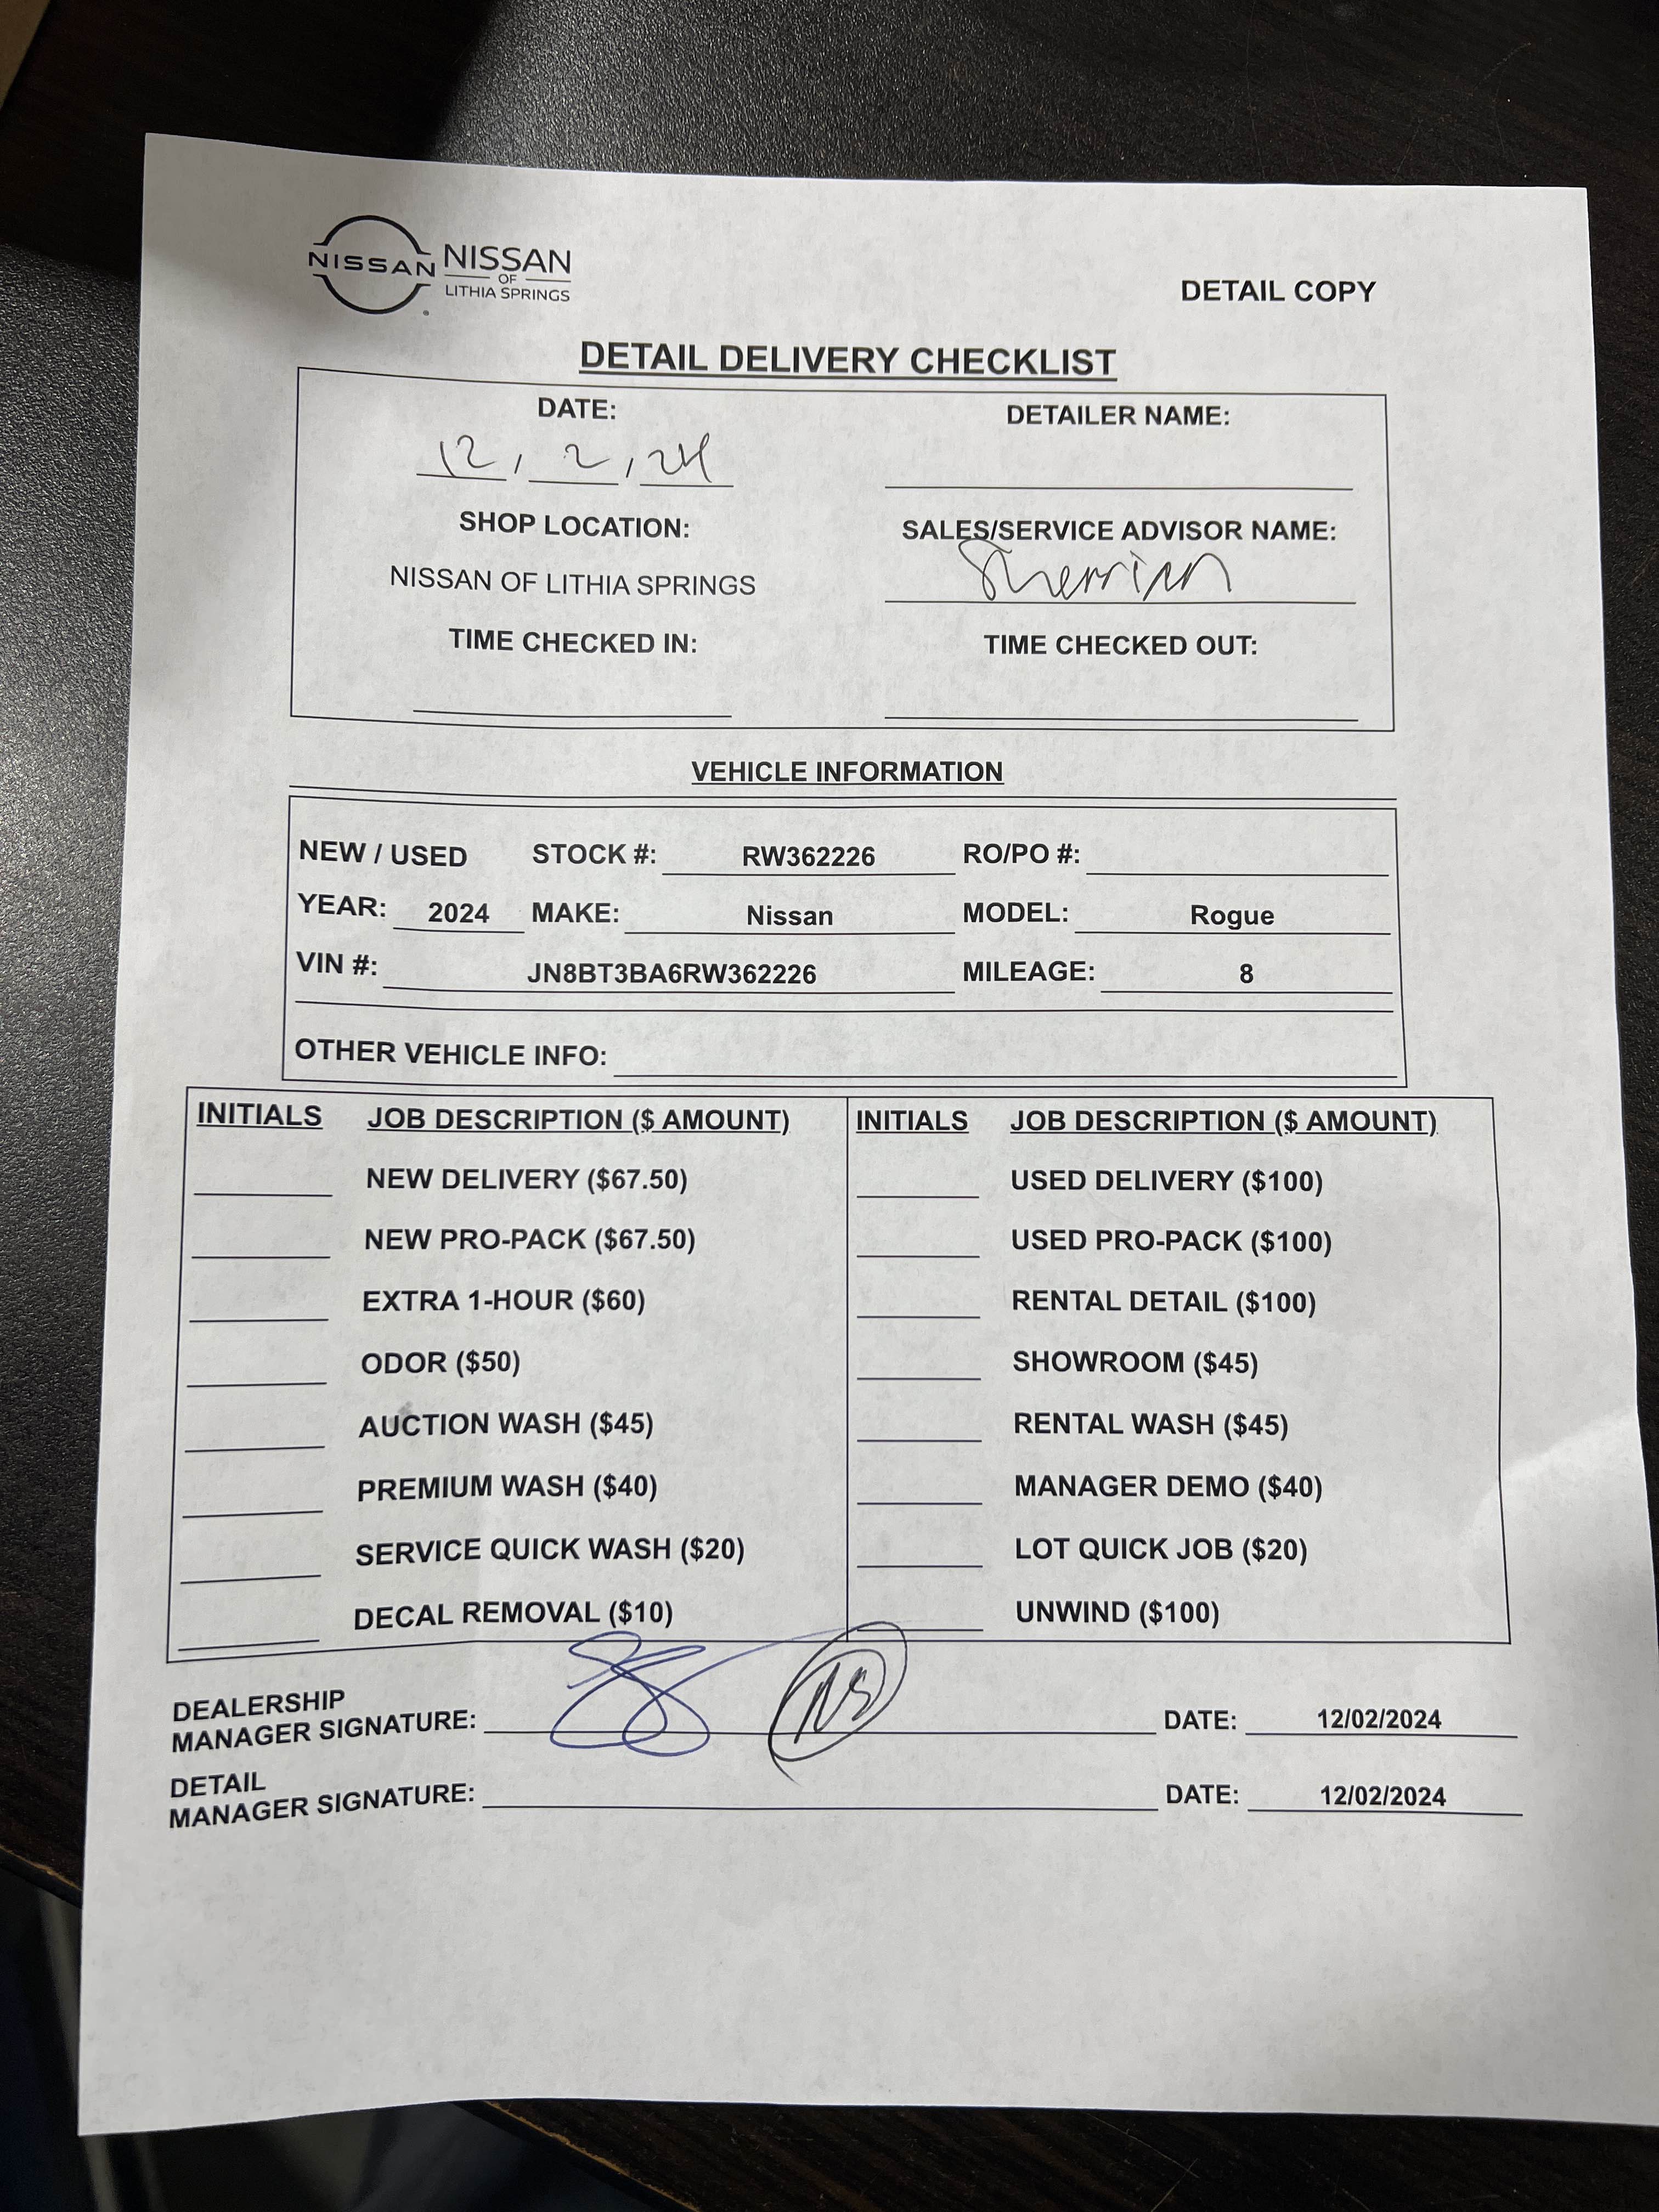 NISSAN NISSAN
OF
LITHIA SPRINGS
DETAIL COPY
DETAIL DELIVERY CHECKLIST
DATE: DETAILER NAME:
12, 2, 24
SHOP LOCATION: SALES/SERVICE ADVISOR NAME:
NISSAN OF LITHIA SPRINGS
TIME CHECKED IN: TIME CHECKED OUT:
VEHICLE INFORMATION
NEW / USED STOCK #: RW362226 RO/PO #:
YEAR: 2024 MAKE: Nissan MODEL: Rogue
VIN #: JN8BT3BA6RW362226 MILEAGE: 8
OTHER VEHICLE INFO:
INITIALS JOB DESCRIPTION ($ AMOUNT) INITIALS JOB DESCRIPTION ($ AMOUNT)
NEW DELIVERY ($67.50) USED DELIVERY ($100)
NEW PRO-PACK ($67.50) USED PRO-PACK ($100)
EXTRA 1-HOUR ($60) RENTAL DETAIL ($100)
ODOR ($50) SHOWROOM ($45)
AUCTION WASH ($45) RENTAL WASH ($45)
PREMIUM WASH ($40) MANAGER DEMO ($40)
SERVICE QUICK WASH ($20) LOT QUICK JOB ($20)
DECAL REMOVAL ($10) UNWIND ($100)
DEALERSHIP
MANAGER SIGNATURE: DATE: 12/02/2024
DETAIL
MANAGER SIGNATURE: DATE: 12/02/2024